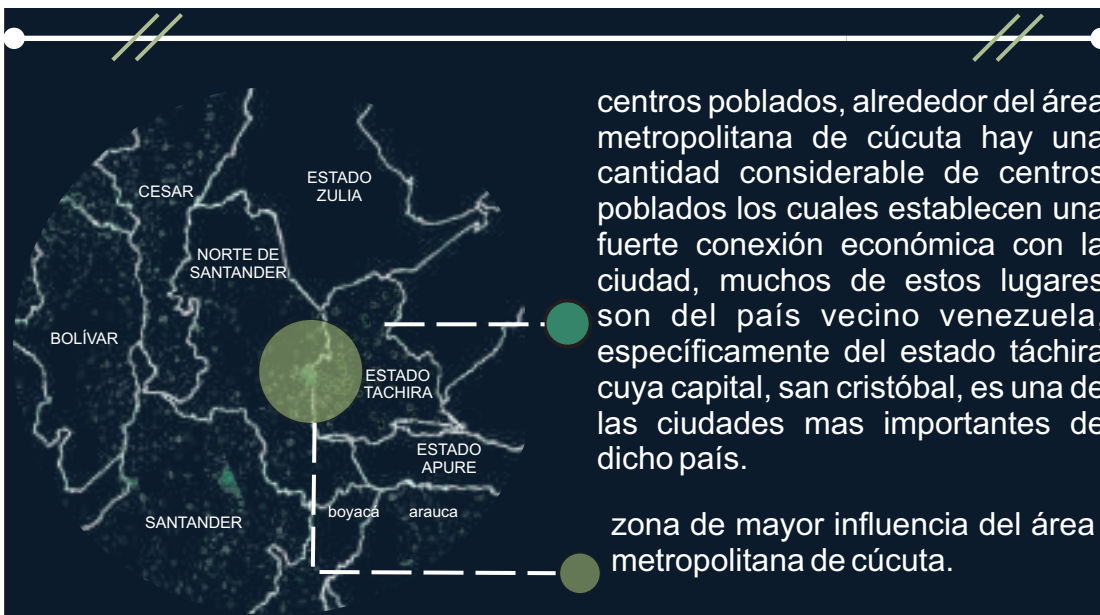 CESAR
ESTADO
ZULIA
NORTE DE
SANTANDER
BOLÍVAR
ESTADO
TACHIRA
ESTADO
APURE
SANTANDER
boyacá
arauca
centros poblados, alrededor del área
metropolitana de cúcuta hay una
cantidad considerable de centros
poblados los cuales establecen una
fuerte conexión económica con la
ciudad, muchos de estos lugares
son del país vecino venezuela,
específicamente del estado táchira
cuya capital, san cristóbal, es una de
las ciudades mas importantes de
dicho país.
zona de mayor influencia del área
metropolitana de cúcuta.